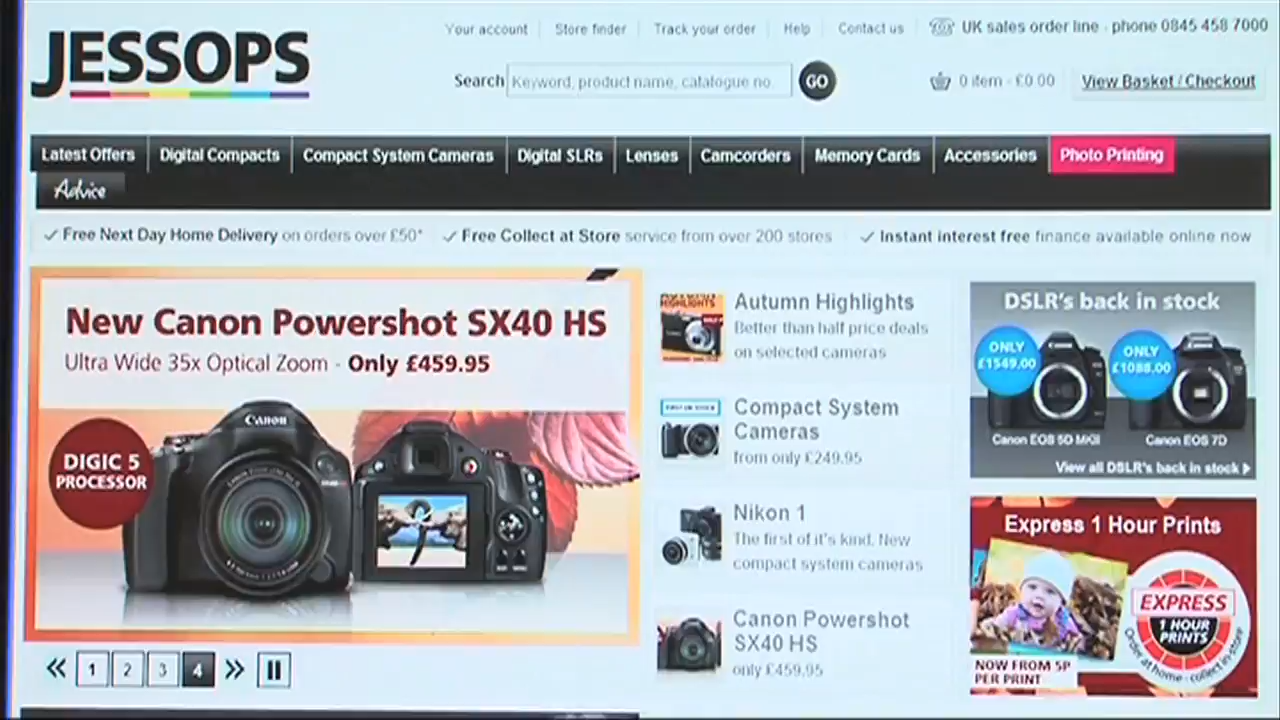 JESSOPS
Your account
Store finder
Track your order
Help
Contact us
UK sales order line - phone 0845 458 7000
Search
Keyword, product name, catalogue no.
GO
0 item - £0.00
View Basket / Checkout
Latest Offers
Digital Compacts
Compact System Cameras
Digital SLRs
Lenses
Camcorders
Memory Cards
Accessories
Photo Printing
Advice
Free Next Day Home Delivery on orders over £50*
Free Collect at Store service from over 200 stores
Instant interest free finance available online now
New Canon Powershot SX40 HS
Ultra Wide 35x Optical Zoom - Only £459.95
DIGIC 5
PROCESSOR
Canon
1
2
3
4
HIGHLIGHTS
Autumn Highlights
Better than half price deals
on selected cameras
Compact System
Cameras
from only £249.95
Nikon 1
The first of it's kind. New
compact system cameras
Canon Powershot
SX40 HS
only £459.95
DSLR's back in stock
ONLY
£1549.00
ONLY
£1088.00
Canon EOS 5D MKII
Canon EOS 7D
View all DSLR's back in stock
Express 1 Hour Prints
EXPRESS
1 HOUR
PRINTS
Order at home - collect in-store
NOW FROM 5P
PER PRINT